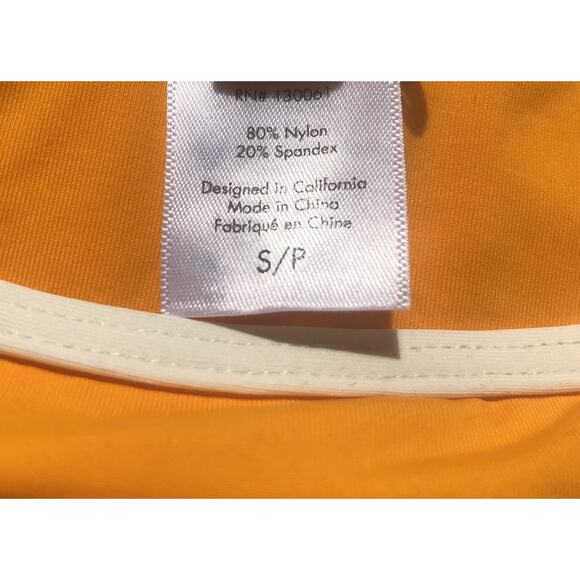 RN# 130061
80% Nylon
20% Spandex
Designed in California
Made in China
Fabriqué en Chine
S/P